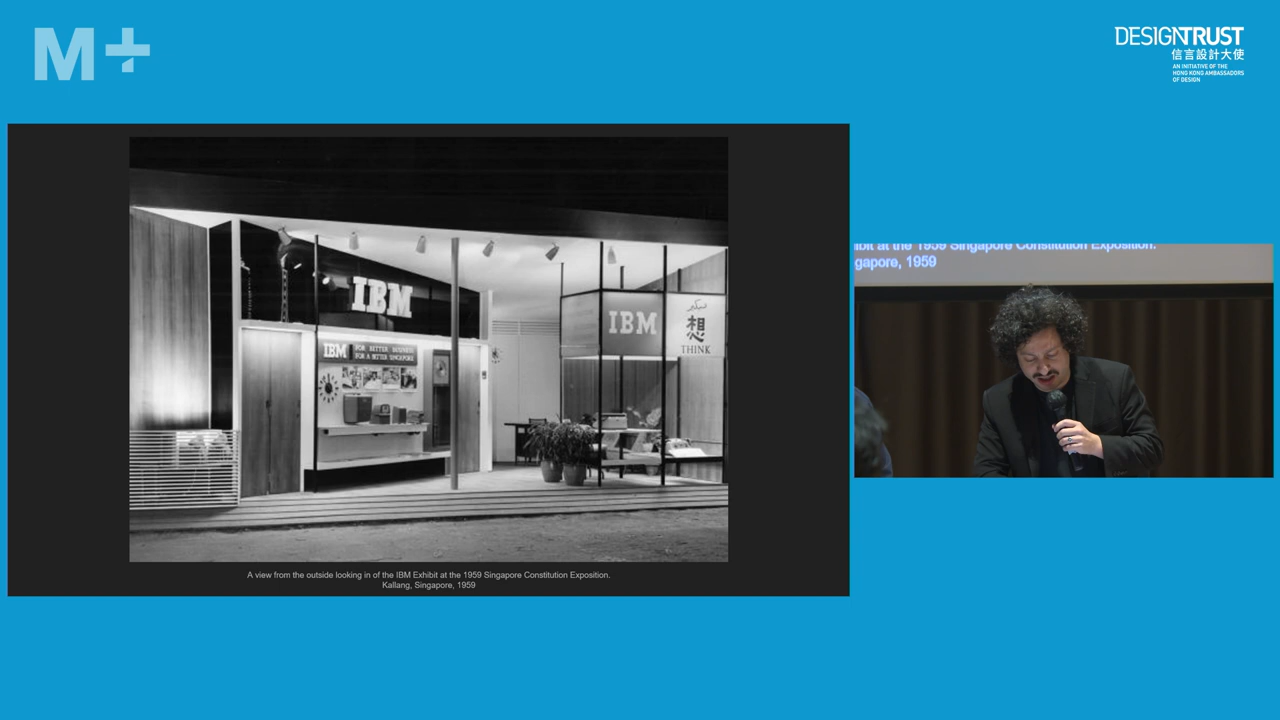 M+
DESIGNTRUST
信言設計大使
AN INITIATIVE OF THE
HONG KONG AMBASSADORS
OF DESIGN
IBM
IBM
FOR BETTER BUSINESS
FOR A BETTER SINGAPORE
IBM
想
THINK
A view from the outside looking in of the IBM Exhibit at the 1959 Singapore Constitution Exposition.
Kallang, Singapore, 1959
ibit at the 1959 Singapore Constitution Exposition.
gapore, 1959